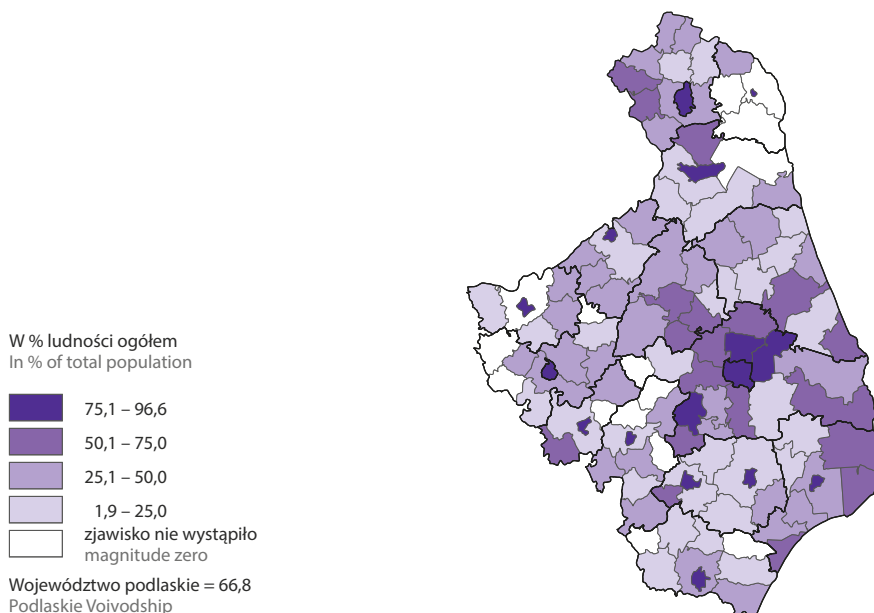 W % ludności ogółem
In % of total population
75,1 – 96,6
50,1 – 75,0
25,1 – 50,0
1,9 – 25,0
zjawisko nie wystąpiło
magnitude zero
Województwo podlaskie = 66,8
Podlaskie Voivodship